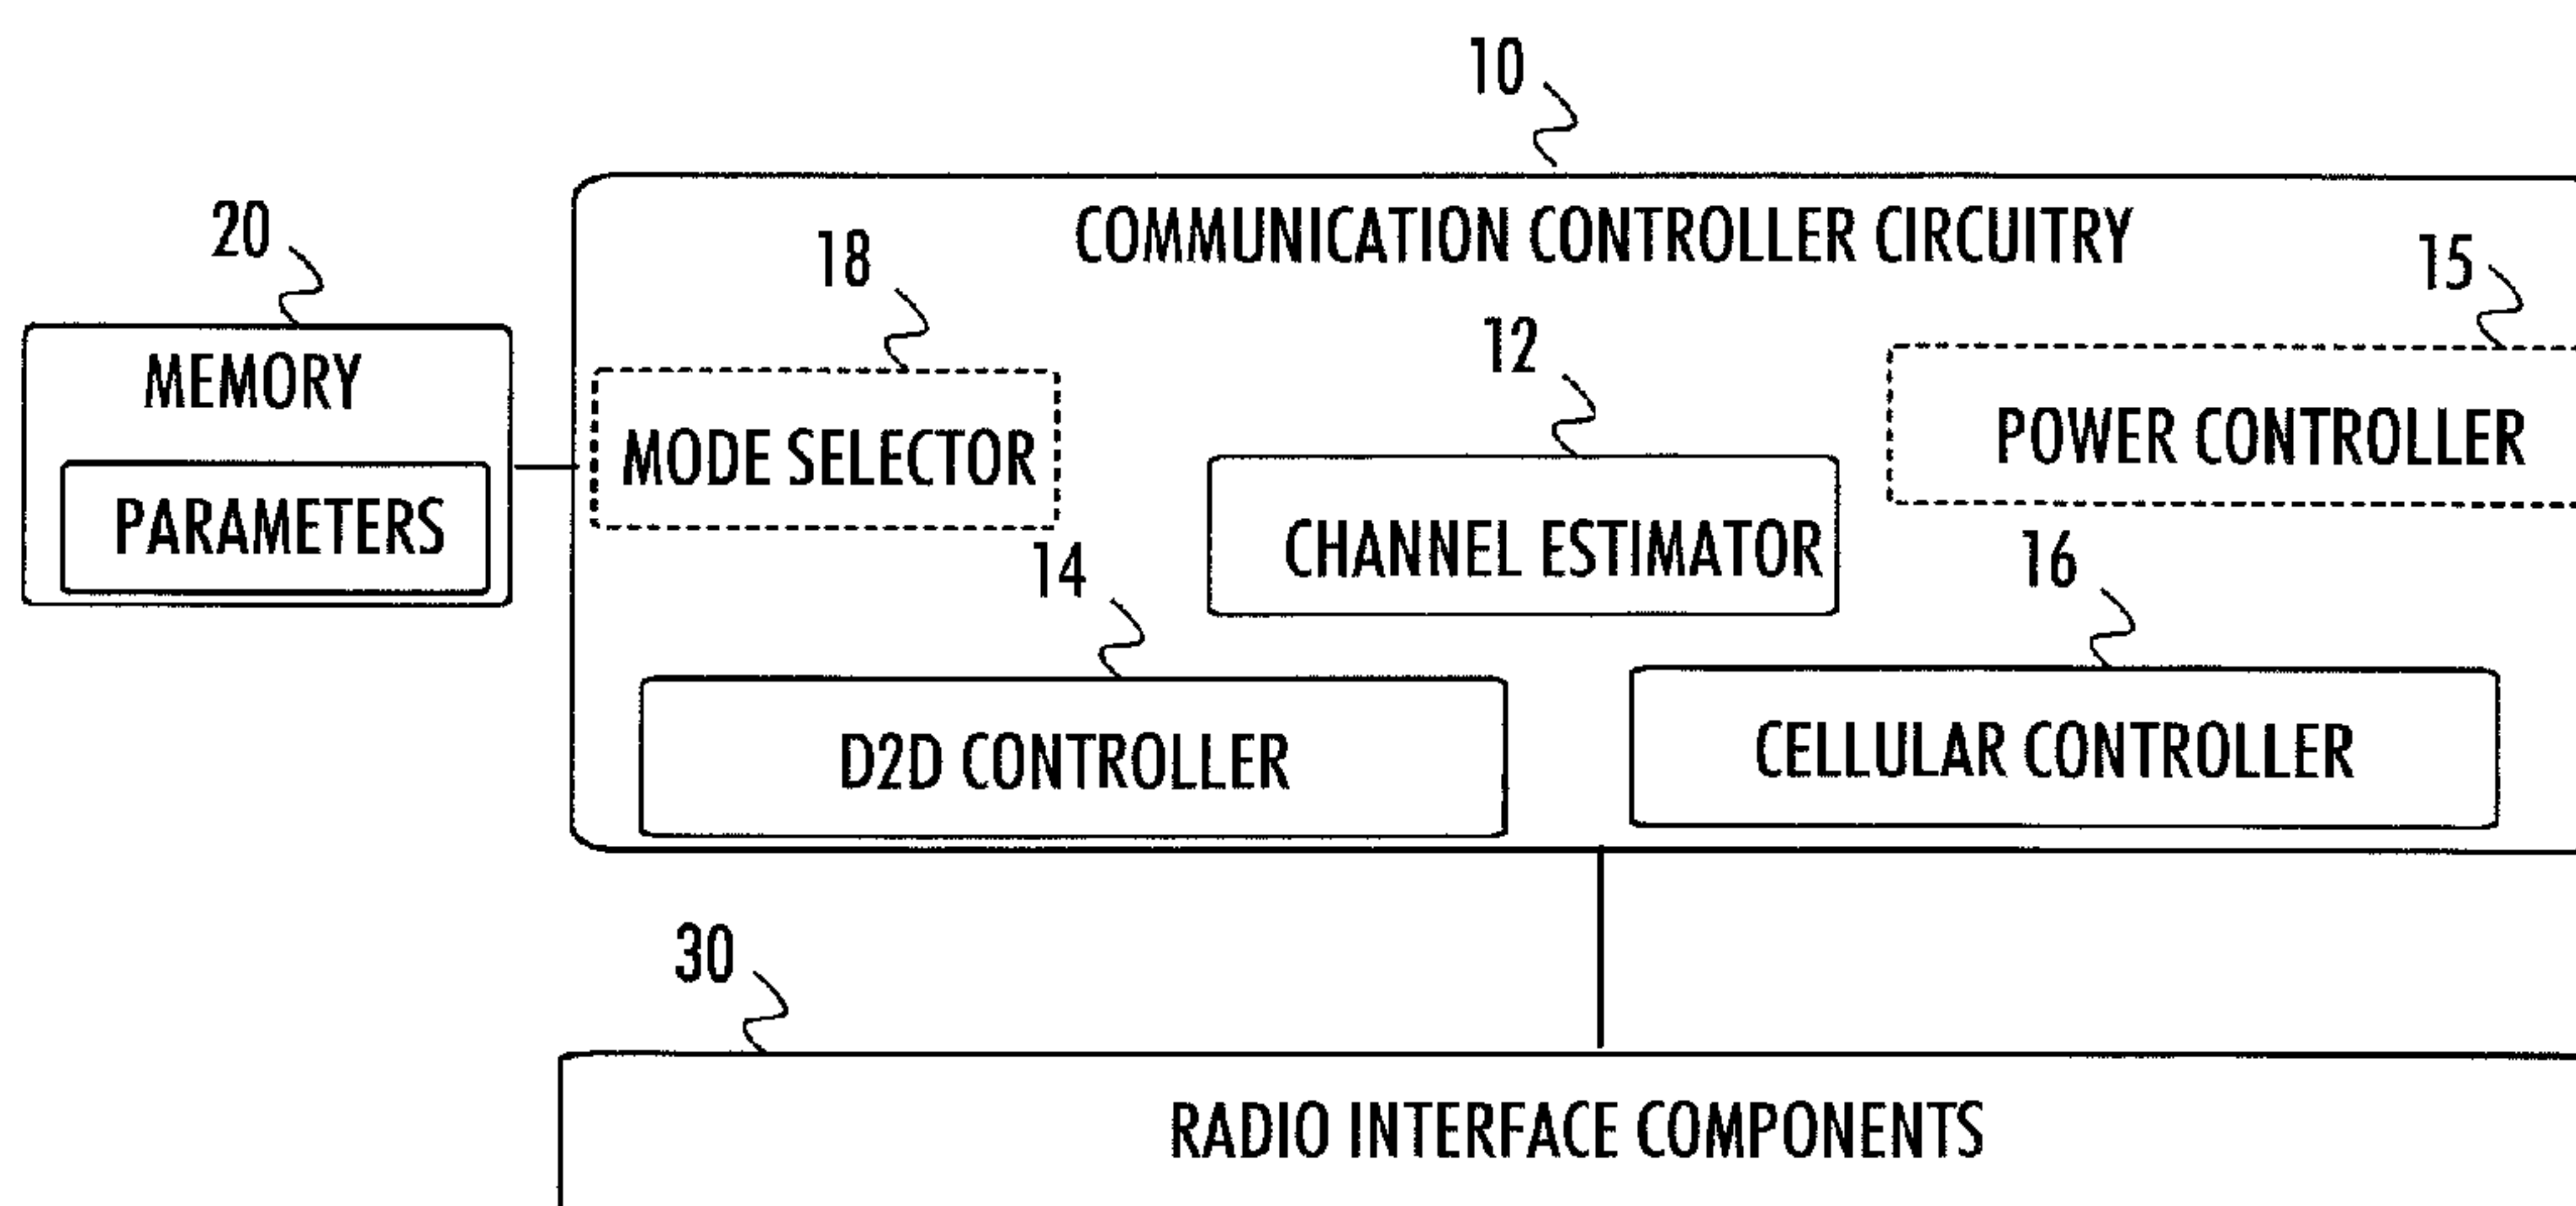 10
COMMUNICATION CONTROLLER CIRCUITRY
20
18
15
12
MEMORY
MODE SELECTOR
POWER CONTROLLER
PARAMETERS
CHANNEL ESTIMATOR
14
16
D2D CONTROLLER
CELLULAR CONTROLLER
30
RADIO INTERFACE COMPONENTS